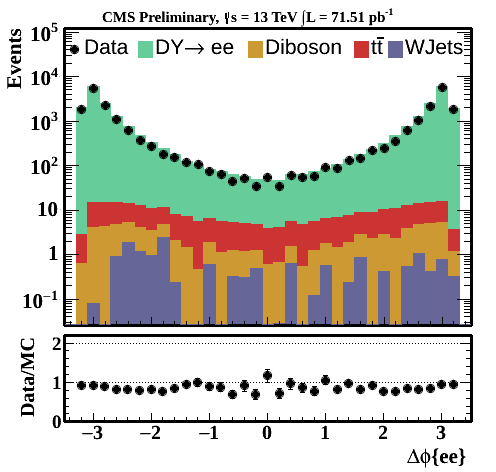 CMS Preliminary, √s = 13 TeV ∫L = 71.51 pb⁻¹
Events
10⁵
Data DY→ ee Diboson tt̄ WJets
10⁴
10³
10²
10
1
10⁻¹
Data/MC
2
1
0
−3 −2 −1 0 1 2 3
Δϕ{ee}